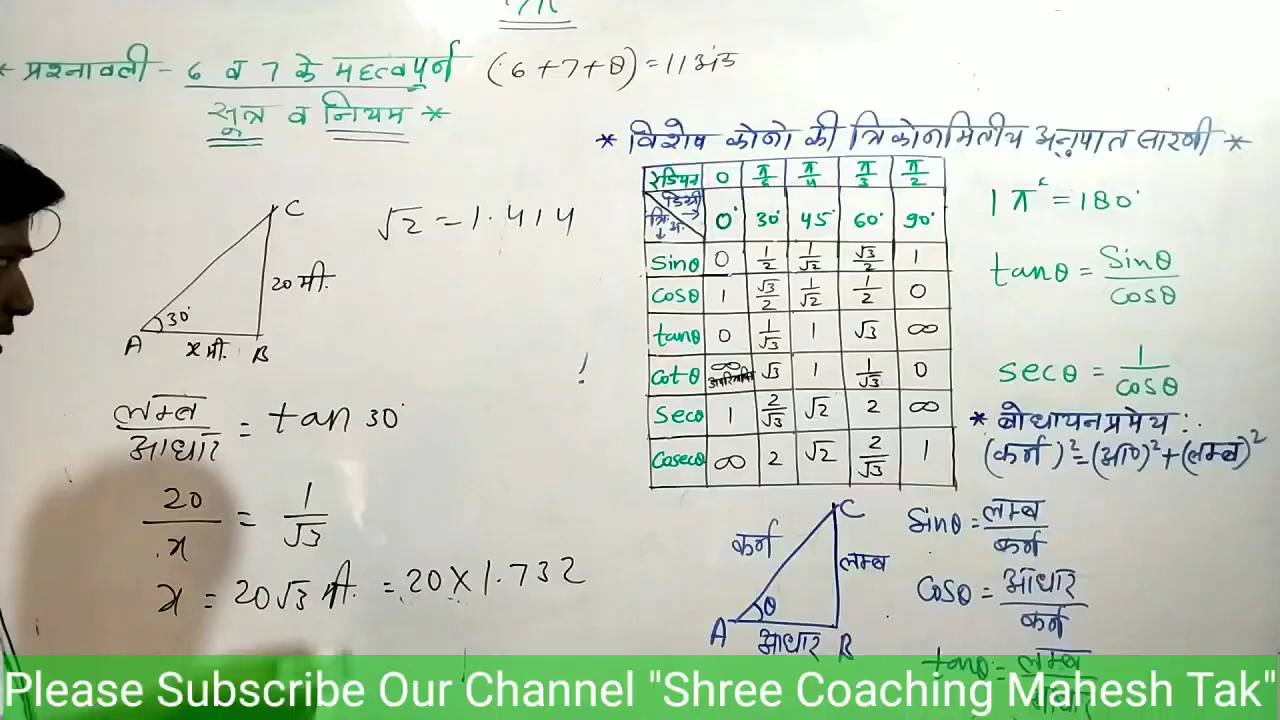 * प्रश्नावली - 6 व 7 के महत्वपूर्ण (6+7+8)=11अंक
सूत्र व नियम *
C
20 मी.
30°
A x मी. B
√2 = 1.414
लम्ब/आधार = tan 30°
20/x = 1/√3
x = 20√3 मी. = 20 X 1.732
* विशेष कोनो की त्रिकोनमितीय अनुपात सारणी *
रेडियन 0 π/6 π/4 π/3 π/2
डिग्री → त्रि. अ. ↓ 0° 30° 45° 60° 90°
Sinθ 0 1/2 1/√2 √3/2 1
Cosθ 1 √3/2 1/√2 1/2 0
tanθ 0 1/√3 1 √3 ∞
Cotθ ∞ √3 1 1/√3 0
Secθ 1 2/√3 √2 2 ∞
Cosecθ ∞ 2 √2 2/√3 1
1π^c = 180°
tanθ = Sinθ/cosθ
secθ = 1/cosθ
* बोधायन प्रमेय :
(कर्न)² = (आ०)² + (लम्ब)²
C
कर्न
लम्ब
θ
A आधार B
Sinθ = लम्ब/कर्न
Cosθ = आधार/कर्न
tanθ = लम्ब/आधार
Please Subscribe Our Channel "Shree Coaching Mahesh Tak"